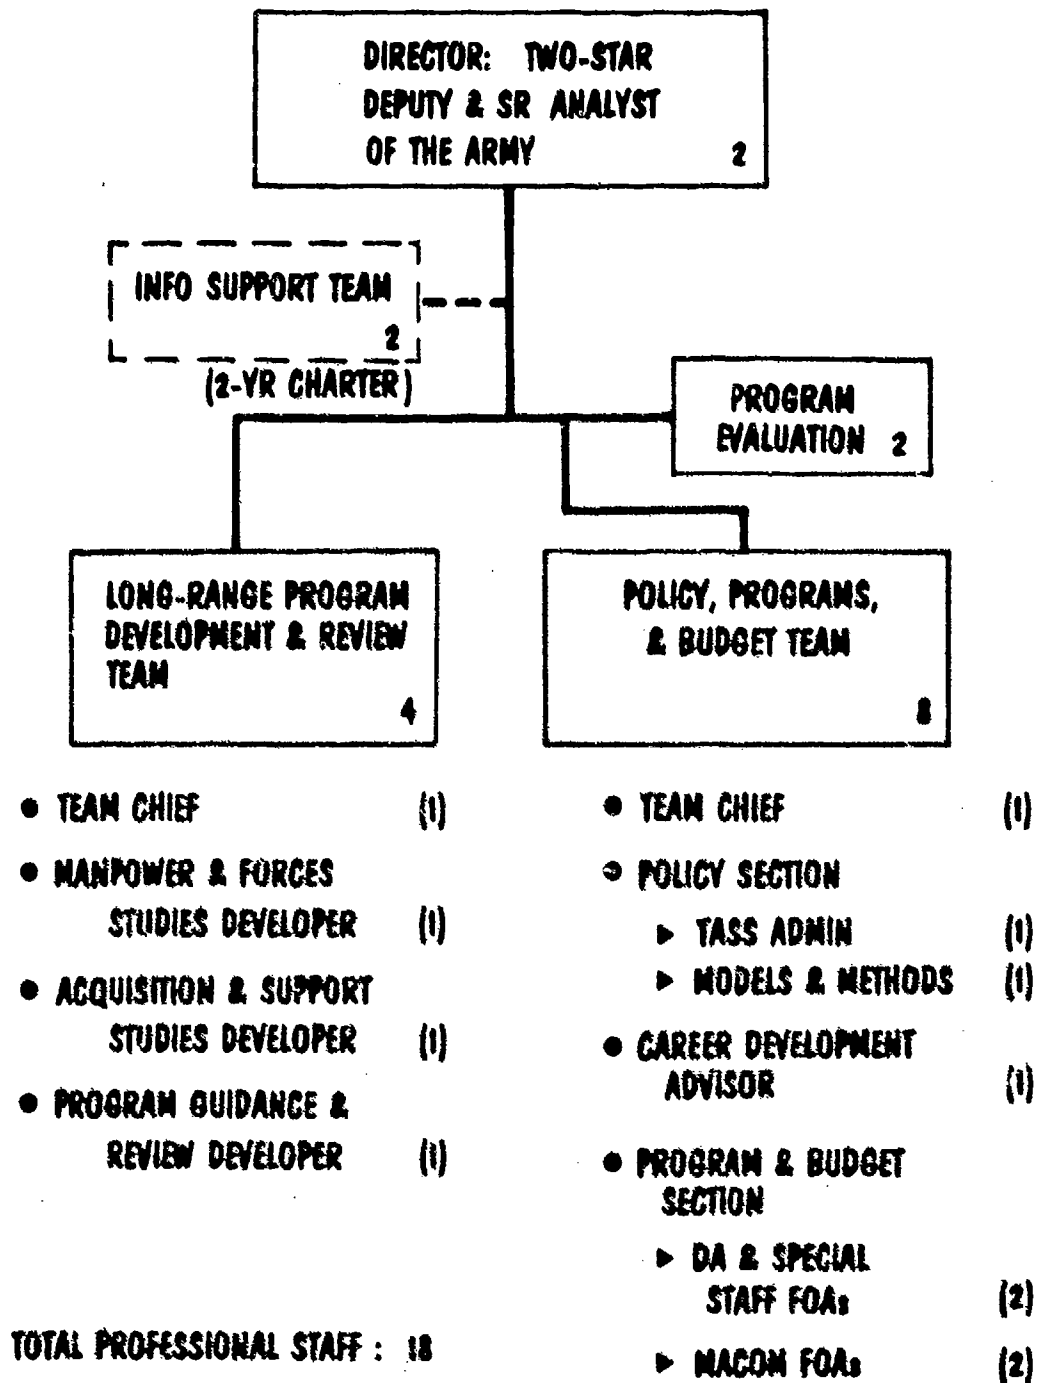 DIRECTOR: TWO-STAR
DEPUTY & SR ANALYST
OF THE ARMY 2
INFO SUPPORT TEAM
2
(2-YR CHARTER)
PROGRAM
EVALUATION 2
LONG-RANGE PROGRAM
DEVELOPMENT & REVIEW
TEAM
4
POLICY, PROGRAMS,
& BUDGET TEAM
8
● TEAM CHIEF (1)
● MANPOWER & FORCES
STUDIES DEVELOPER (1)
● ACQUISITION & SUPPORT
STUDIES DEVELOPER (1)
● PROGRAM GUIDANCE &
REVIEW DEVELOPER (1)
TOTAL PROFESSIONAL STAFF : 18
● TEAM CHIEF (1)
● POLICY SECTION
▶ TASS ADMIN (1)
▶ MODELS & METHODS (1)
● CAREER DEVELOPMENT
ADVISOR (1)
● PROGRAM & BUDGET
SECTION
▶ DA & SPECIAL
STAFF FOAs (2)
▶ MACOM FOAs (2)